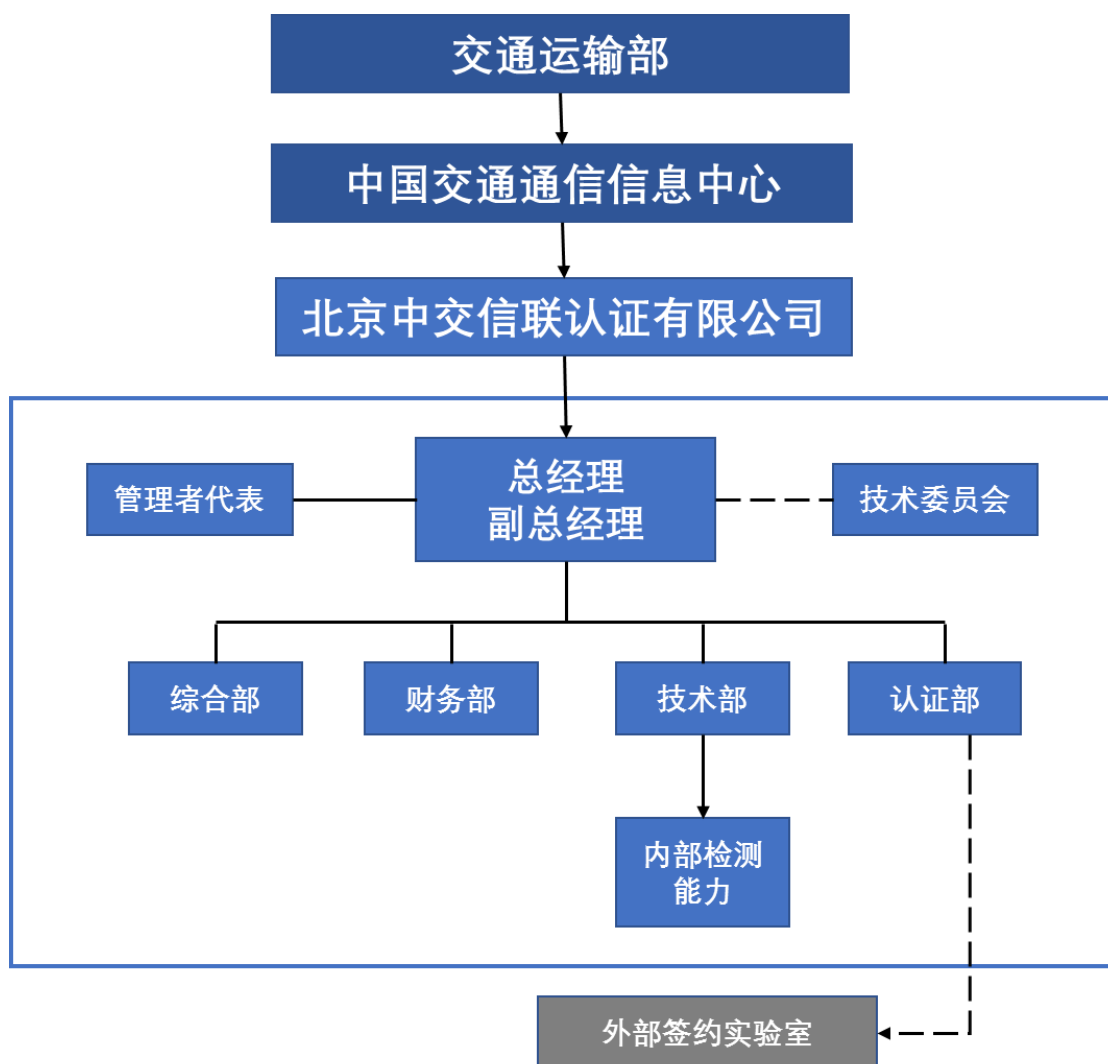 交通运输部
中国交通通信信息中心
北京中交信联认证有限公司
总经理
副总经理
管理者代表
技术委员会
综合部
财务部
技术部
认证部
内部检测
能力
外部签约实验室